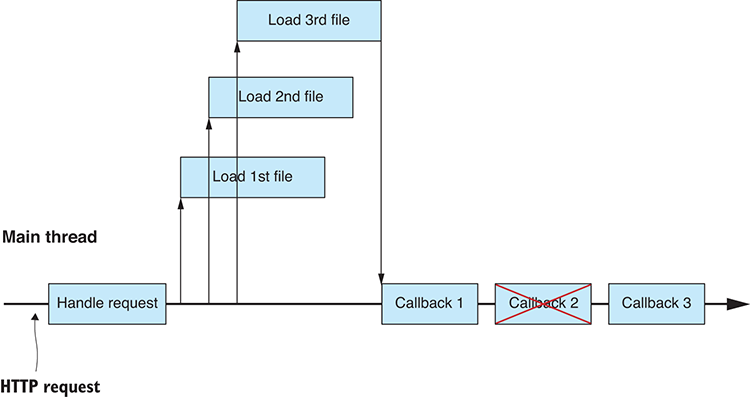 Load 3rd file
Load 2nd file
Load 1st file
Main thread
Handle request
Callback 1
Callback 2
Callback 3
HTTP request